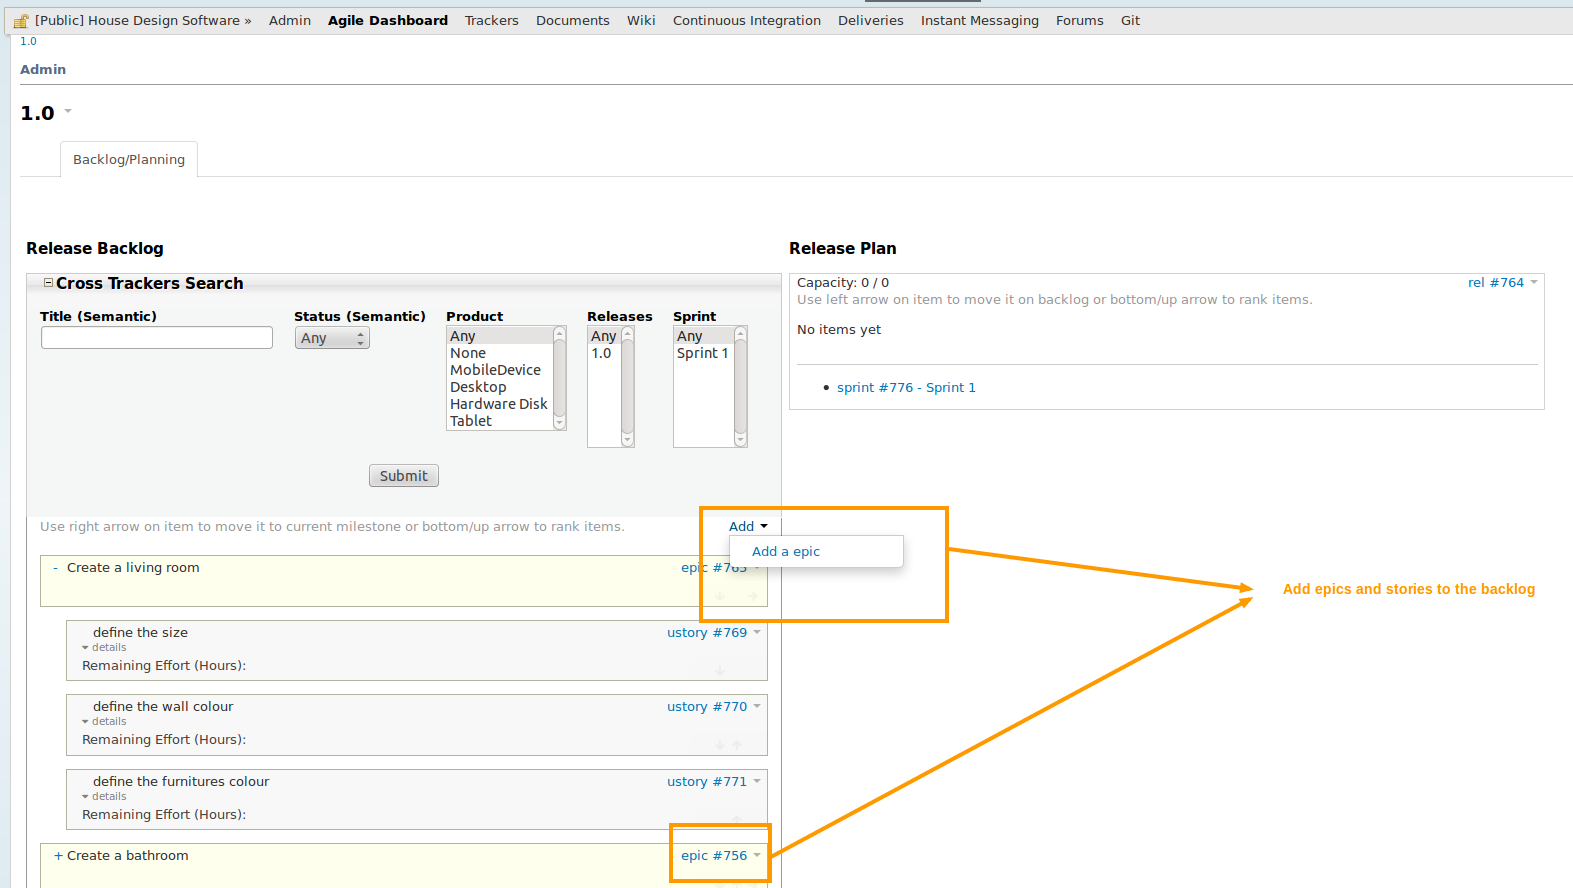 [Public] House Design Software » Admin Agile Dashboard Trackers Documents Wiki Continuous Integration Deliveries Instant Messaging Forums Git
1.0
Admin
1.0
Backlog/Planning
Release Backlog
Cross Trackers Search
Title (Semantic) Status (Semantic) Product Releases Sprint
Any Any Any Any
None 1.0 Sprint 1
MobileDevice
Desktop
Hardware Disk
Tablet
Submit
Use right arrow on item to move it to current milestone or bottom/up arrow to rank items. Add
Add a epic
- Create a living room epic #765
define the size ustory #769
details
Remaining Effort (Hours):
define the wall colour ustory #770
details
Remaining Effort (Hours):
define the furnitures colour ustory #771
details
Remaining Effort (Hours):
+ Create a bathroom epic #756
Release Plan
Capacity: 0 / 0 rel #764
Use left arrow on item to move it on backlog or bottom/up arrow to rank items.
No items yet
• sprint #776 - Sprint 1
Add epics and stories to the backlog